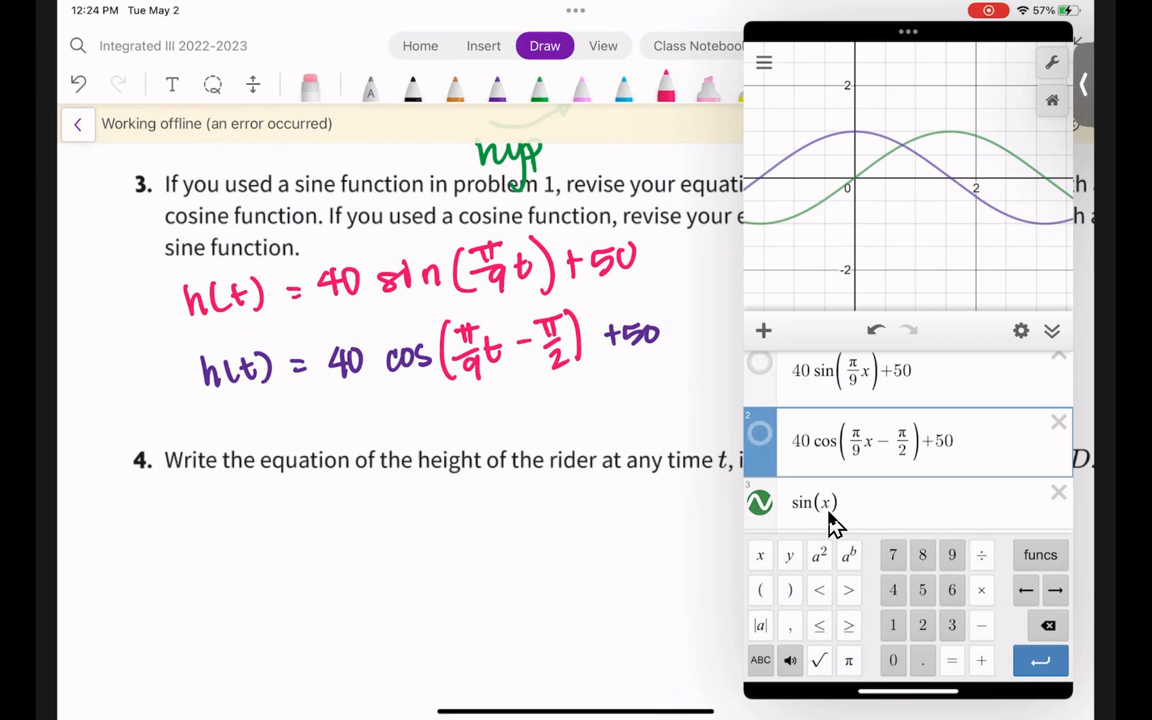 12:24 PM Tue May 2
57%
Integrated III 2022-2023
Home Insert Draw View Class Notebook
A
Working offline (an error occurred)
hyp
3. If you used a sine function in problem 1, revise your equati
cosine function. If you used a cosine function, revise your e
sine function.
h(t) = 40 sin(π/9 t) +50
h(t) = 40 cos(π/9 t - π/2) +50
4. Write the equation of the height of the rider at any time t, i
D.
2
0
2
-2
40 sin(π/9 x)+50
2
40 cos(π/9 x − π/2)+50
3
sin(x)
x y a² aᵇ 7 8 9 ÷ funcs
( ) < > 4 5 6 × ← →
|a| , ≤ ≥ 1 2 3 −
ABC √ π 0 . = +